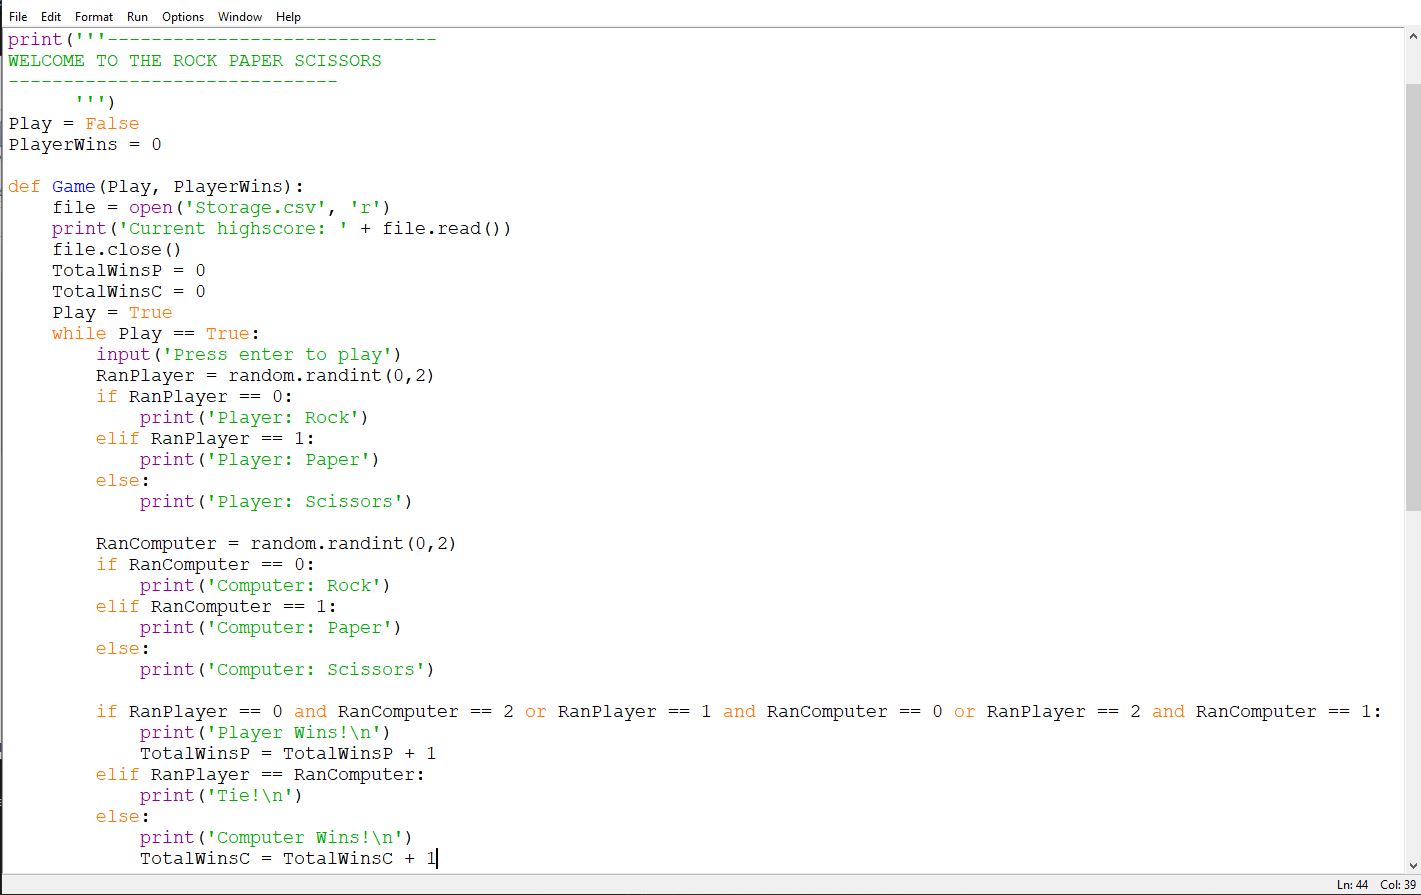 File Edit Format Run Options Window Help
print('''------------------------------
WELCOME TO THE ROCK PAPER SCISSORS
------------------------------
      ''')
Play = False
PlayerWins = 0

def Game(Play, PlayerWins):
    file = open('Storage.csv', 'r')
    print('Current highscore: ' + file.read())
    file.close()
    TotalWinsP = 0
    TotalWinsC = 0
    Play = True
    while Play == True:
        input('Press enter to play')
        RanPlayer = random.randint(0,2)
        if RanPlayer == 0:
            print('Player: Rock')
        elif RanPlayer == 1:
            print('Player: Paper')
        else:
            print('Player: Scissors')

        RanComputer = random.randint(0,2)
        if RanComputer == 0:
            print('Computer: Rock')
        elif RanComputer == 1:
            print('Computer: Paper')
        else:
            print('Computer: Scissors')

        if RanPlayer == 0 and RanComputer == 2 or RanPlayer == 1 and RanComputer == 0 or RanPlayer == 2 and RanComputer == 1:
            print('Player Wins!\n')
            TotalWinsP = TotalWinsP + 1
        elif RanPlayer == RanComputer:
            print('Tie!\n')
        else:
            print('Computer Wins!\n')
            TotalWinsC = TotalWinsC + 1
Ln: 44 Col: 39